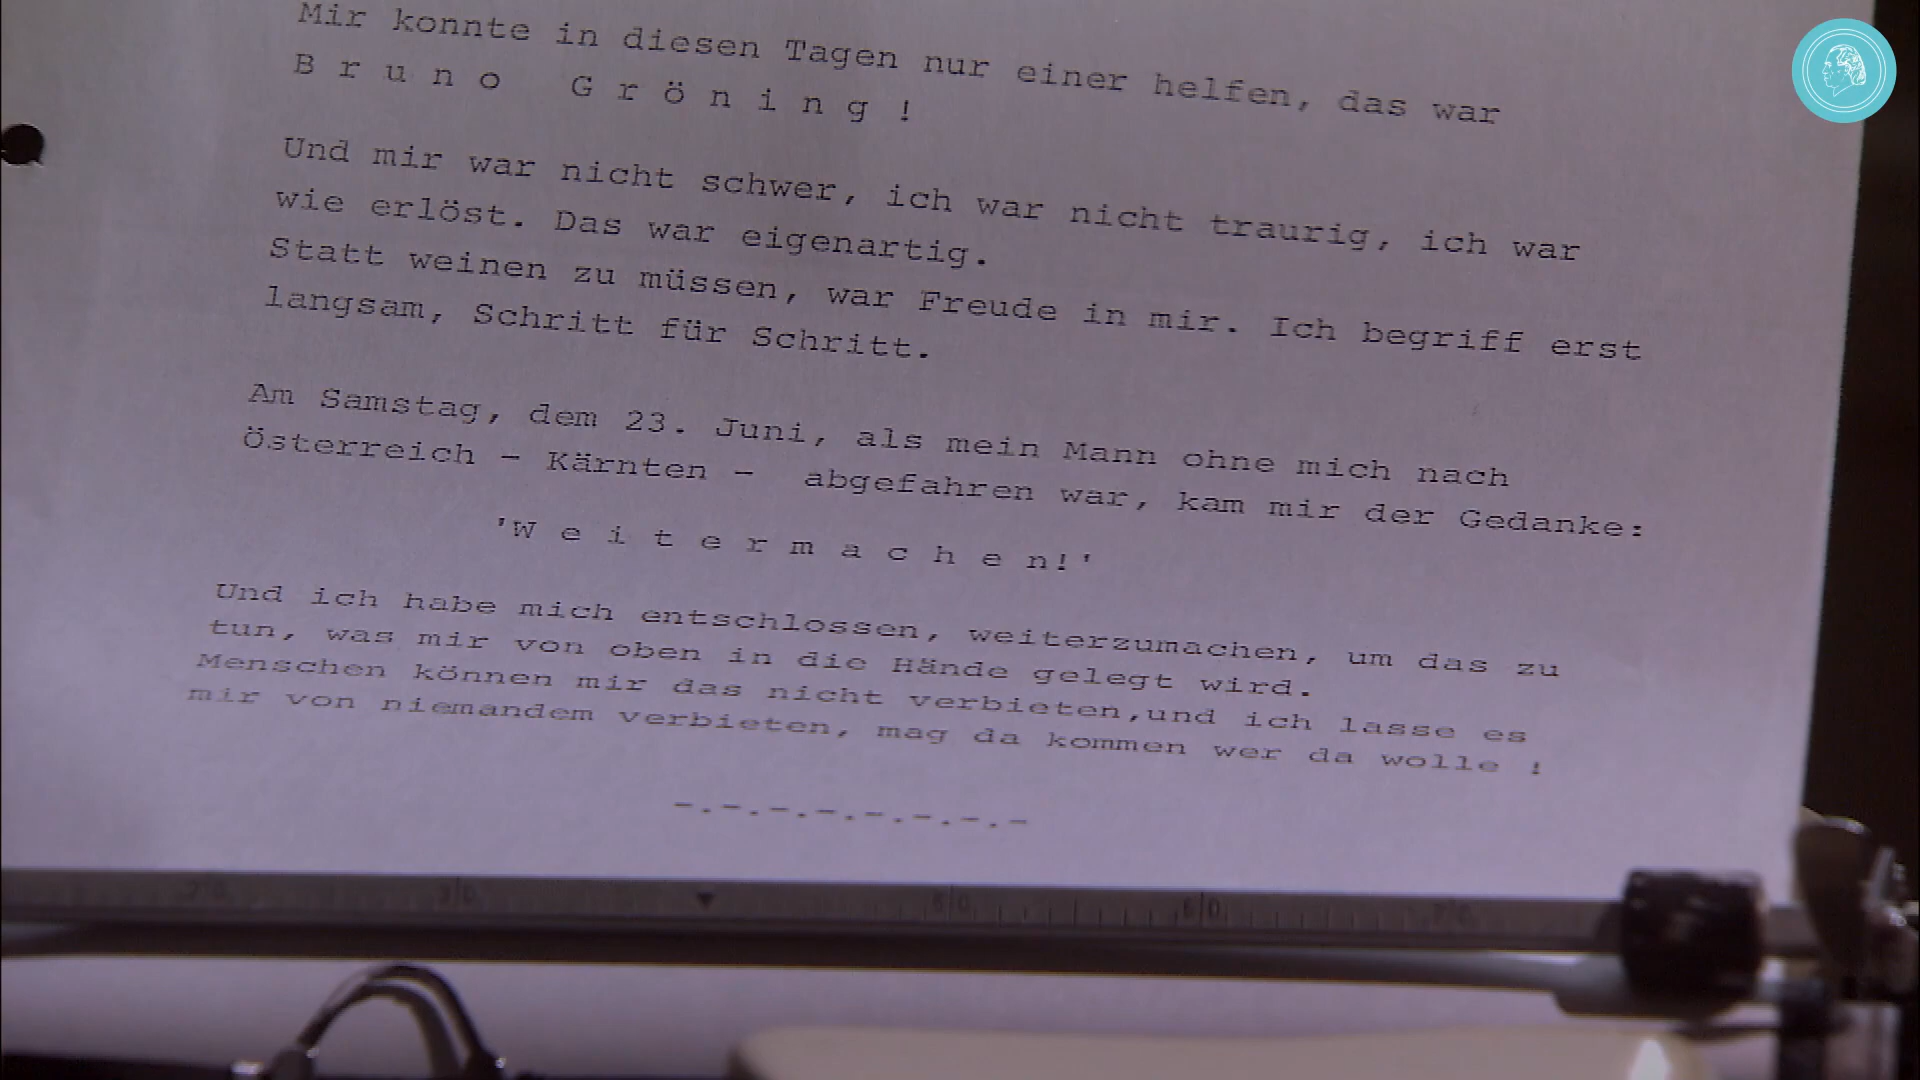 Mir konnte in diesen Tagen nur einer helfen, das war
B r u n o  G r ö n i n g !
Und mir war nicht schwer, ich war nicht traurig, ich war
wie erlöst. Das war eigenartig.
Statt weinen zu müssen, war Freude in mir. Ich begriff erst
langsam, Schritt für Schritt.
Am Samstag, dem 23. Juni, als mein Mann ohne mich nach
Österreich - Kärnten -  abgefahren war, kam mir der Gedanke:
'W e i t e r m a c h e n!'
Und ich habe mich entschlossen, weiterzumachen, um das zu
tun, was mir von oben in die Hände gelegt wird.
Menschen können mir das nicht verbieten,und ich lasse es
mir von niemandem verbieten, mag da kommen wer da wolle !
-.-.-.-.-.-.-.-